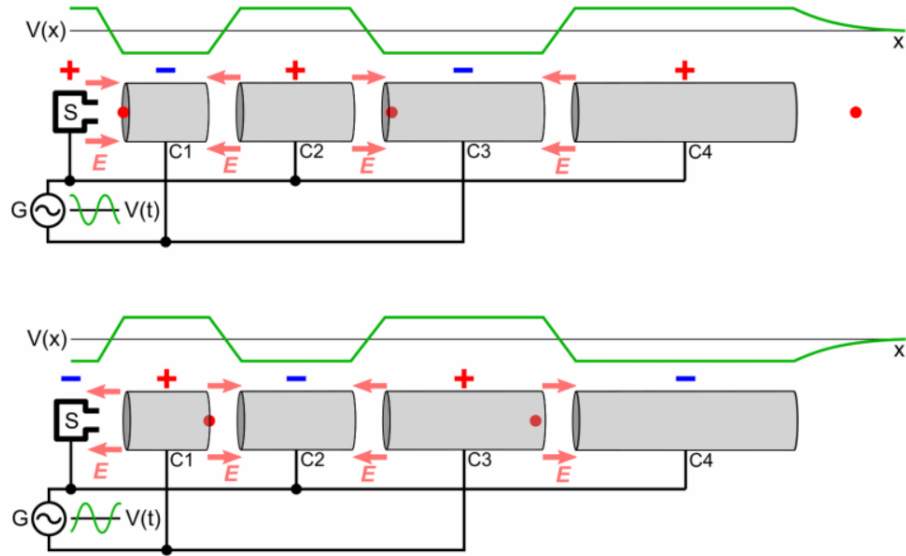 V(x)
x
+ − + − +
S
E E E E
C1 C2 C3 C4
G V(t)
V(x)
x
− + − + −
S
E E E E
C1 C2 C3 C4
G V(t)